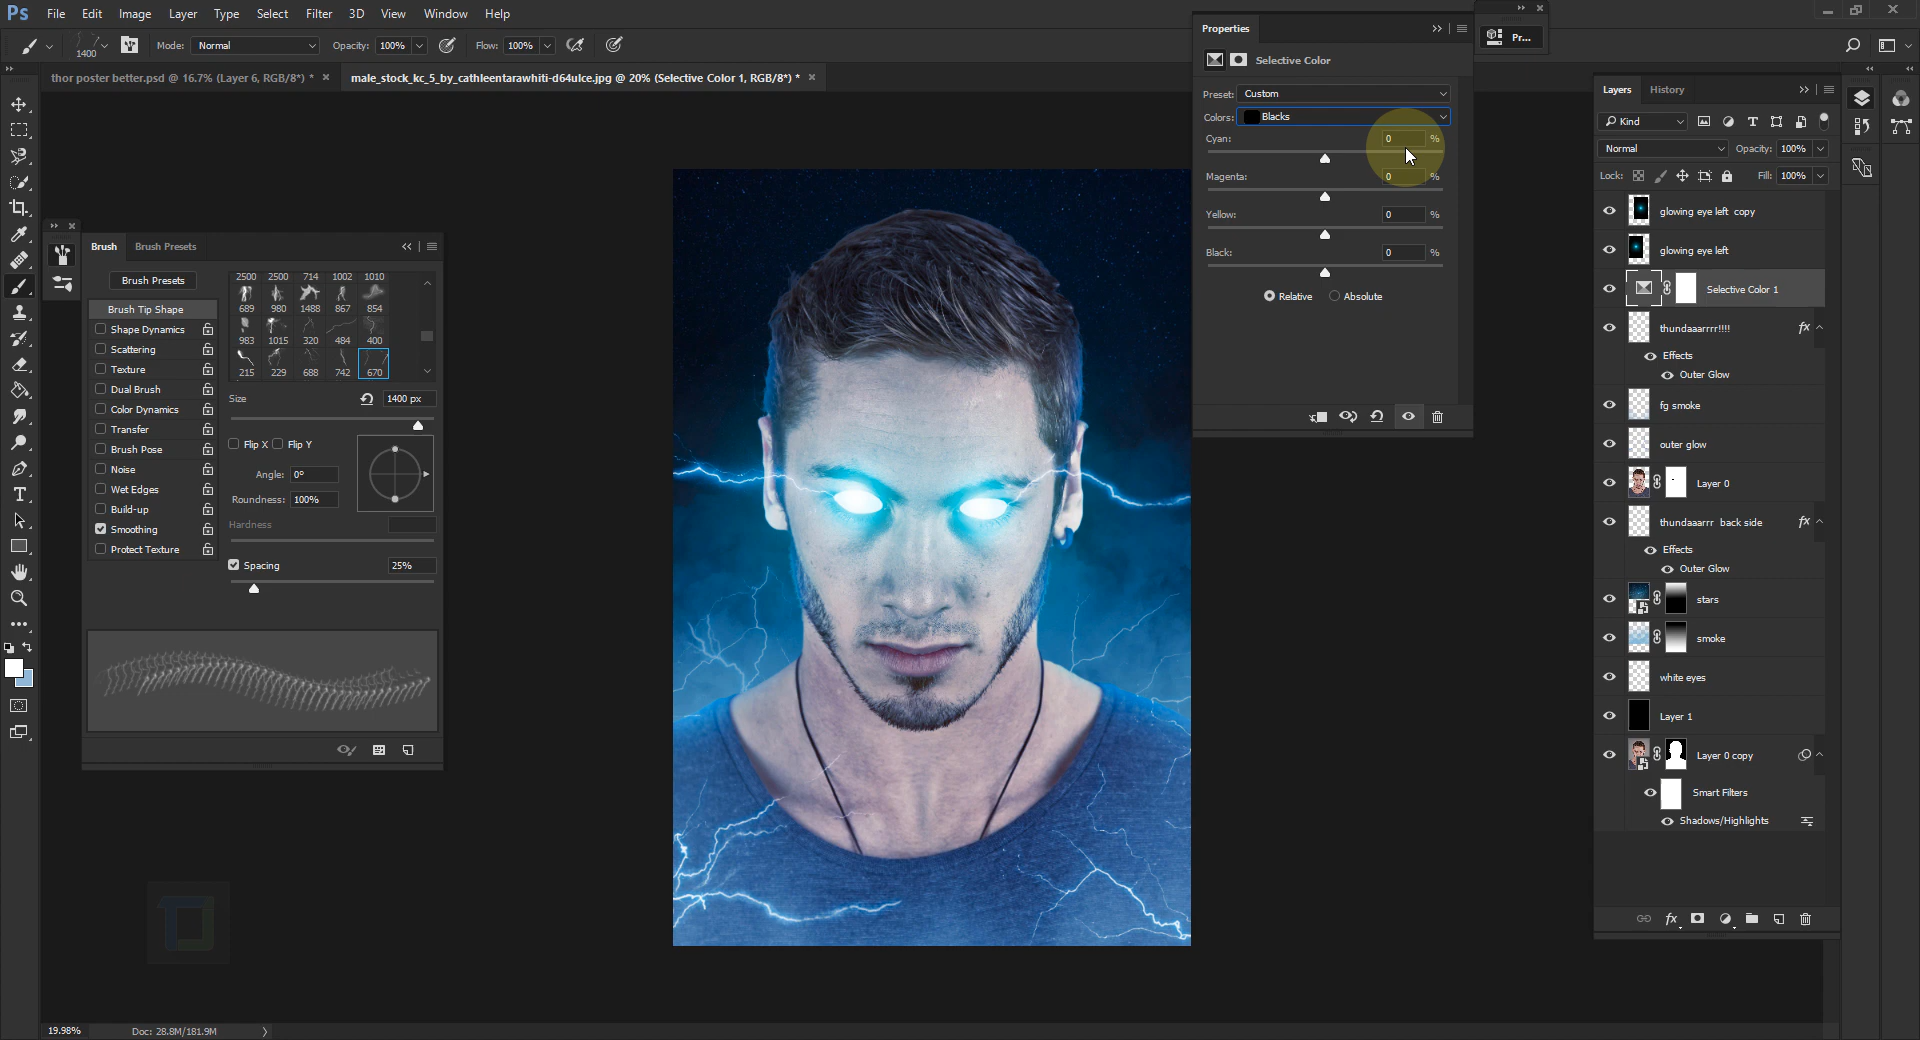 Ps File Edit Image Layer Type Select Filter 3D View Window Help
1400 Mode: Normal Opacity: 100% Flow: 100%
thor poster better.psd @ 16.7% (Layer 6, RGB/8*) * ×
male_stock_kc_5_by_cathleentarawhiti-d64ulce.jpg @ 20% (Selective Color 1, RGB/8*) * ×
Brush Brush Presets
Brush Presets
Brush Tip Shape
Shape Dynamics
Scattering
Texture
Dual Brush
Color Dynamics
Transfer
Brush Pose
Noise
Wet Edges
Build-up
Smoothing
Protect Texture
2500 2500 714 1002 1010
689 980 1488 867 854
983 1015 320 484 400
215 229 688 742 670
Size 1400 px
Flip X Flip Y
Angle: 0º
Roundness: 100%
Hardness
Spacing 25%
Properties
Selective Color
Preset: Custom
Colors: Blacks
Cyan: 0 %
Magenta: 0 %
Yellow: 0 %
Black: 0 %
Relative Absolute
Pr...
Layers History
Kind
Normal Opacity: 100%
Lock: Fill: 100%
glowing eye left copy
glowing eye left
Selective Color 1
thundaaarrrr!!!! fx
Effects
Outer Glow
fg smoke
outer glow
Layer 0
thundaaarrr back side fx
Effects
Outer Glow
stars
smoke
white eyes
Layer 1
Layer 0 copy
Smart Filters
Shadows/Highlights
fx
19.98% Doc: 28.8M/181.9M